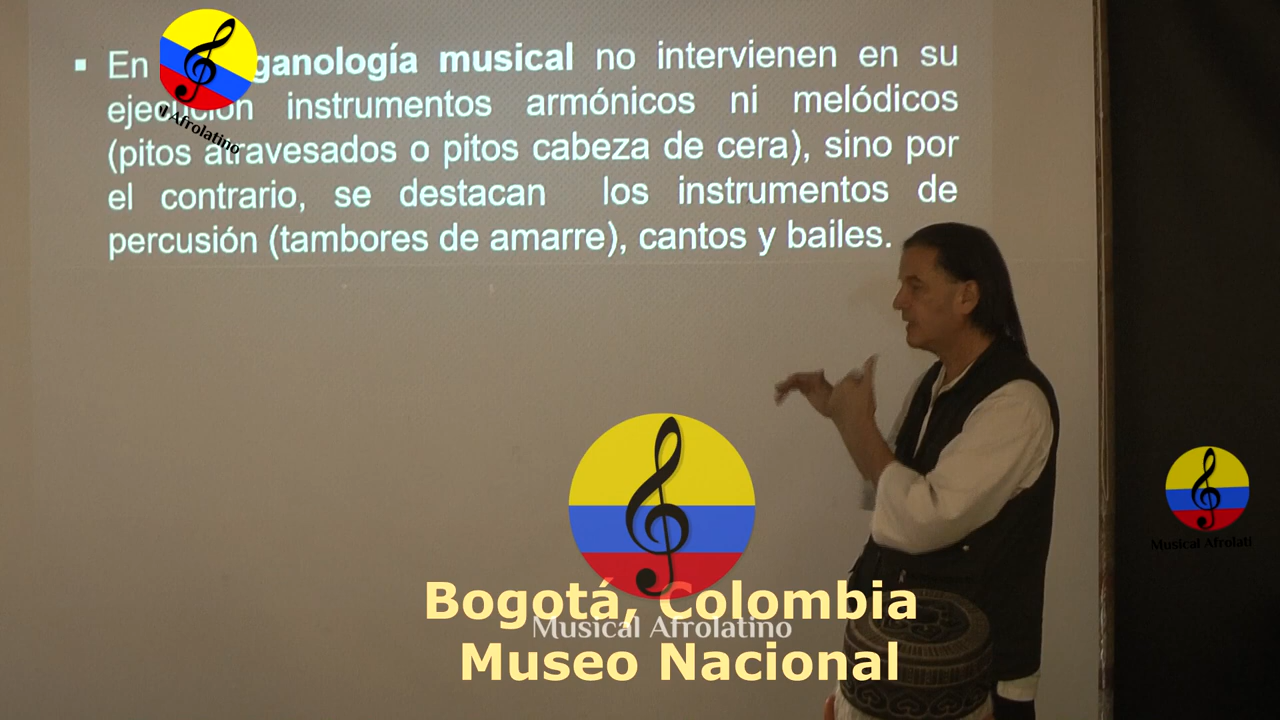 En ganología musical no intervienen en su
ejecución instrumentos armónicos ni melódicos
(pitos atravesados o pitos cabeza de cera), sino por
el contrario, se destacan los instrumentos de
percusión (tambores de amarre), cantos y bailes.
l Afrolatino
Musical Afrolati
Bogotá, Colombia
Musical Afrolatino
Museo Nacional